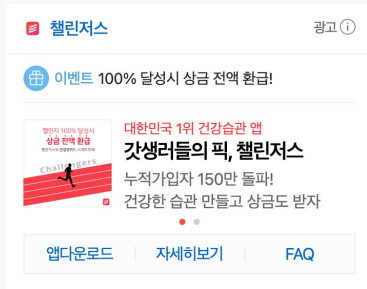 챌린저스
광고
이벤트 100% 달성시 상금 전액 환급!
챌린지 100% 달성시
상금 전액 환급
Challengers
대한민국 1위 건강습관 앱
갓생러들의 픽, 챌린저스
누적가입자 150만 돌파!
건강한 습관 만들고 상금도 받자
앱다운로드 자세히보기 FAQ